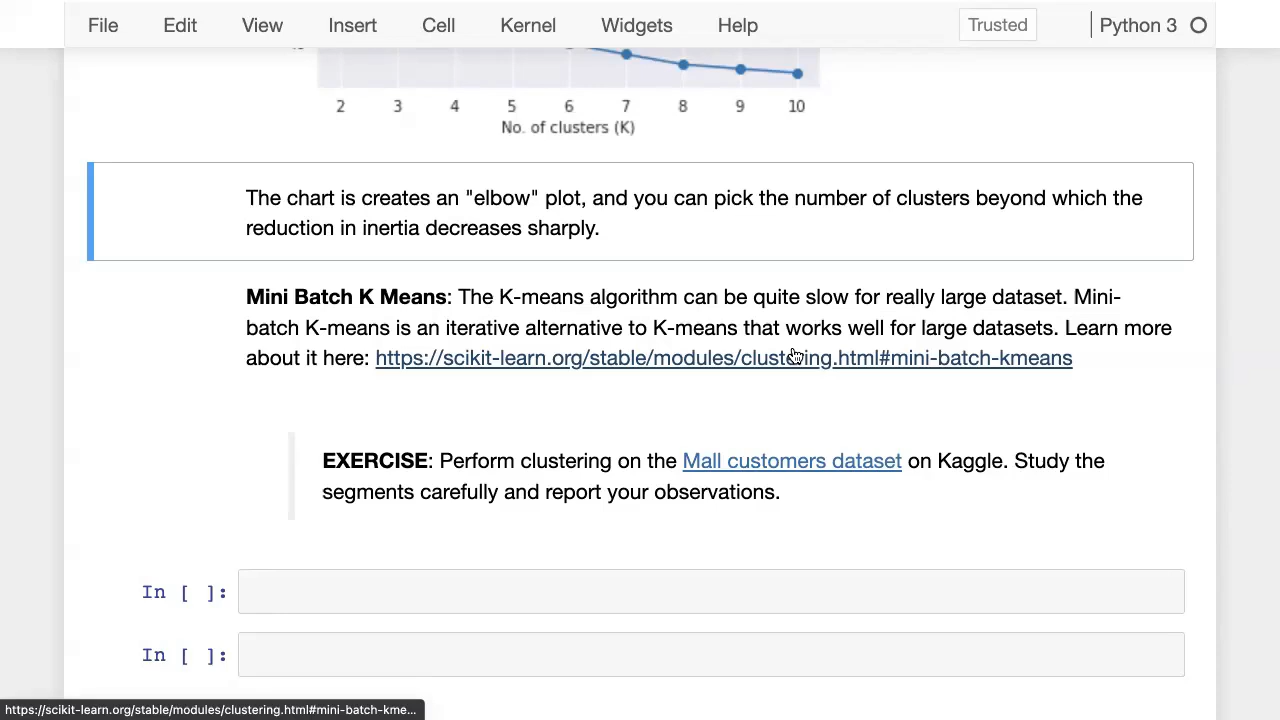 File Edit View Insert Cell Kernel Widgets Help Trusted Python 3
2 3 4 5 6 7 8 9 10
No. of clusters (K)
The chart is creates an "elbow" plot, and you can pick the number of clusters beyond which the
reduction in inertia decreases sharply.
Mini Batch K Means: The K-means algorithm can be quite slow for really large dataset. Mini-
batch K-means is an iterative alternative to K-means that works well for large datasets. Learn more
about it here: https://scikit-learn.org/stable/modules/clustering.html#mini-batch-kmeans
EXERCISE: Perform clustering on the Mall customers dataset on Kaggle. Study the
segments carefully and report your observations.
In [ ]:
In [ ]:
https://scikit-learn.org/stable/modules/clustering.html#mini-batch-kme...